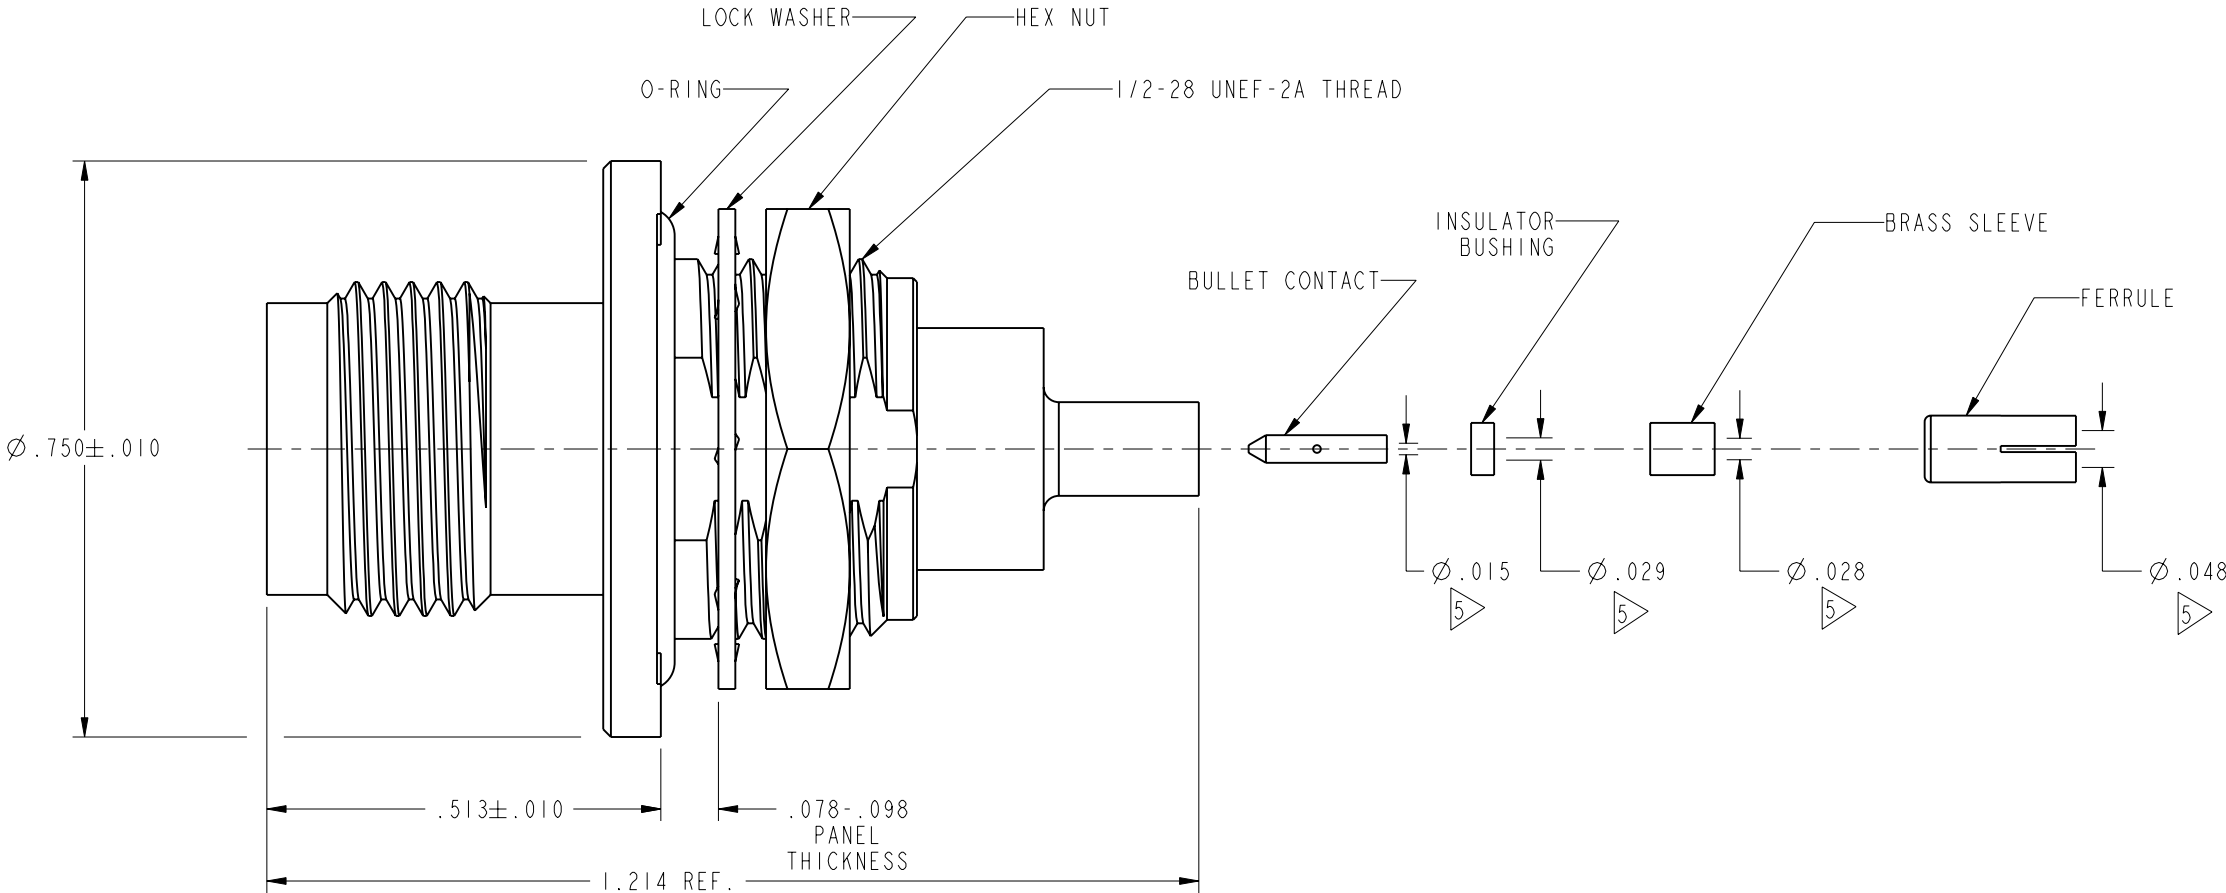 LOCK WASHER
HEX NUT
O-RING
1/2-28 UNEF-2A THREAD
INSULATOR
BUSHING
BRASS SLEEVE
BULLET CONTACT
FERRULE
Ø.750±.010
Ø.015
Ø.029
Ø.028
Ø.048
5
5
5
5
.513±.010
.078-.098
PANEL
THICKNESS
1.214 REF.